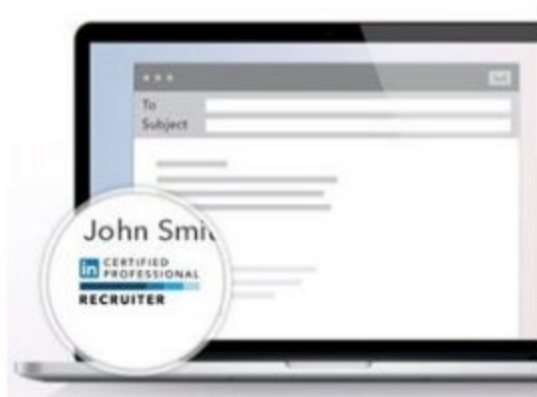 To
Subject
John Smi
in CERTIFIED
PROFESSIONAL
RECRUITER